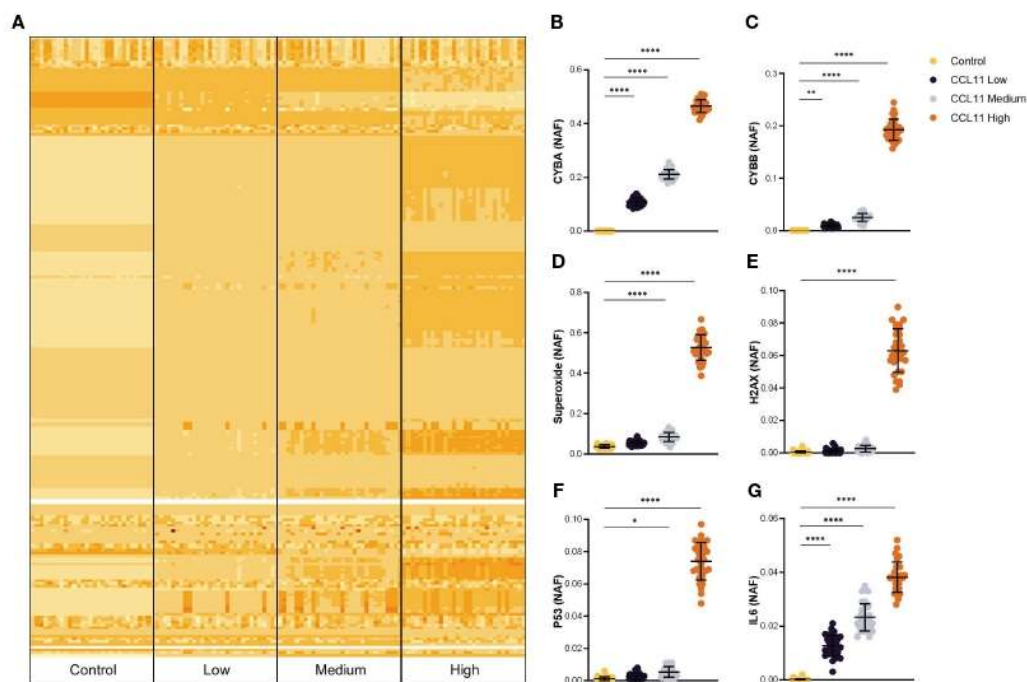 A
Control
Low
Medium
High
B
CYBA (NAF)
0.6
0.4
0.2
0.0
****
****
****
C
CYBB (NAF)
0.3
0.2
0.1
0.0
****
****
**
Control
CCL11 Low
CCL11 Medium
CCL11 High
D
Superoxide (NAF)
0.8
0.6
0.4
0.2
0.0
****
****
E
H2AX (NAF)
0.10
0.08
0.06
0.04
0.02
0.00
****
F
P53 (NAF)
0.10
0.08
0.06
0.04
0.02
0.00
****
*
G
IL6 (NAF)
0.06
0.04
0.02
0.00
****
****
****